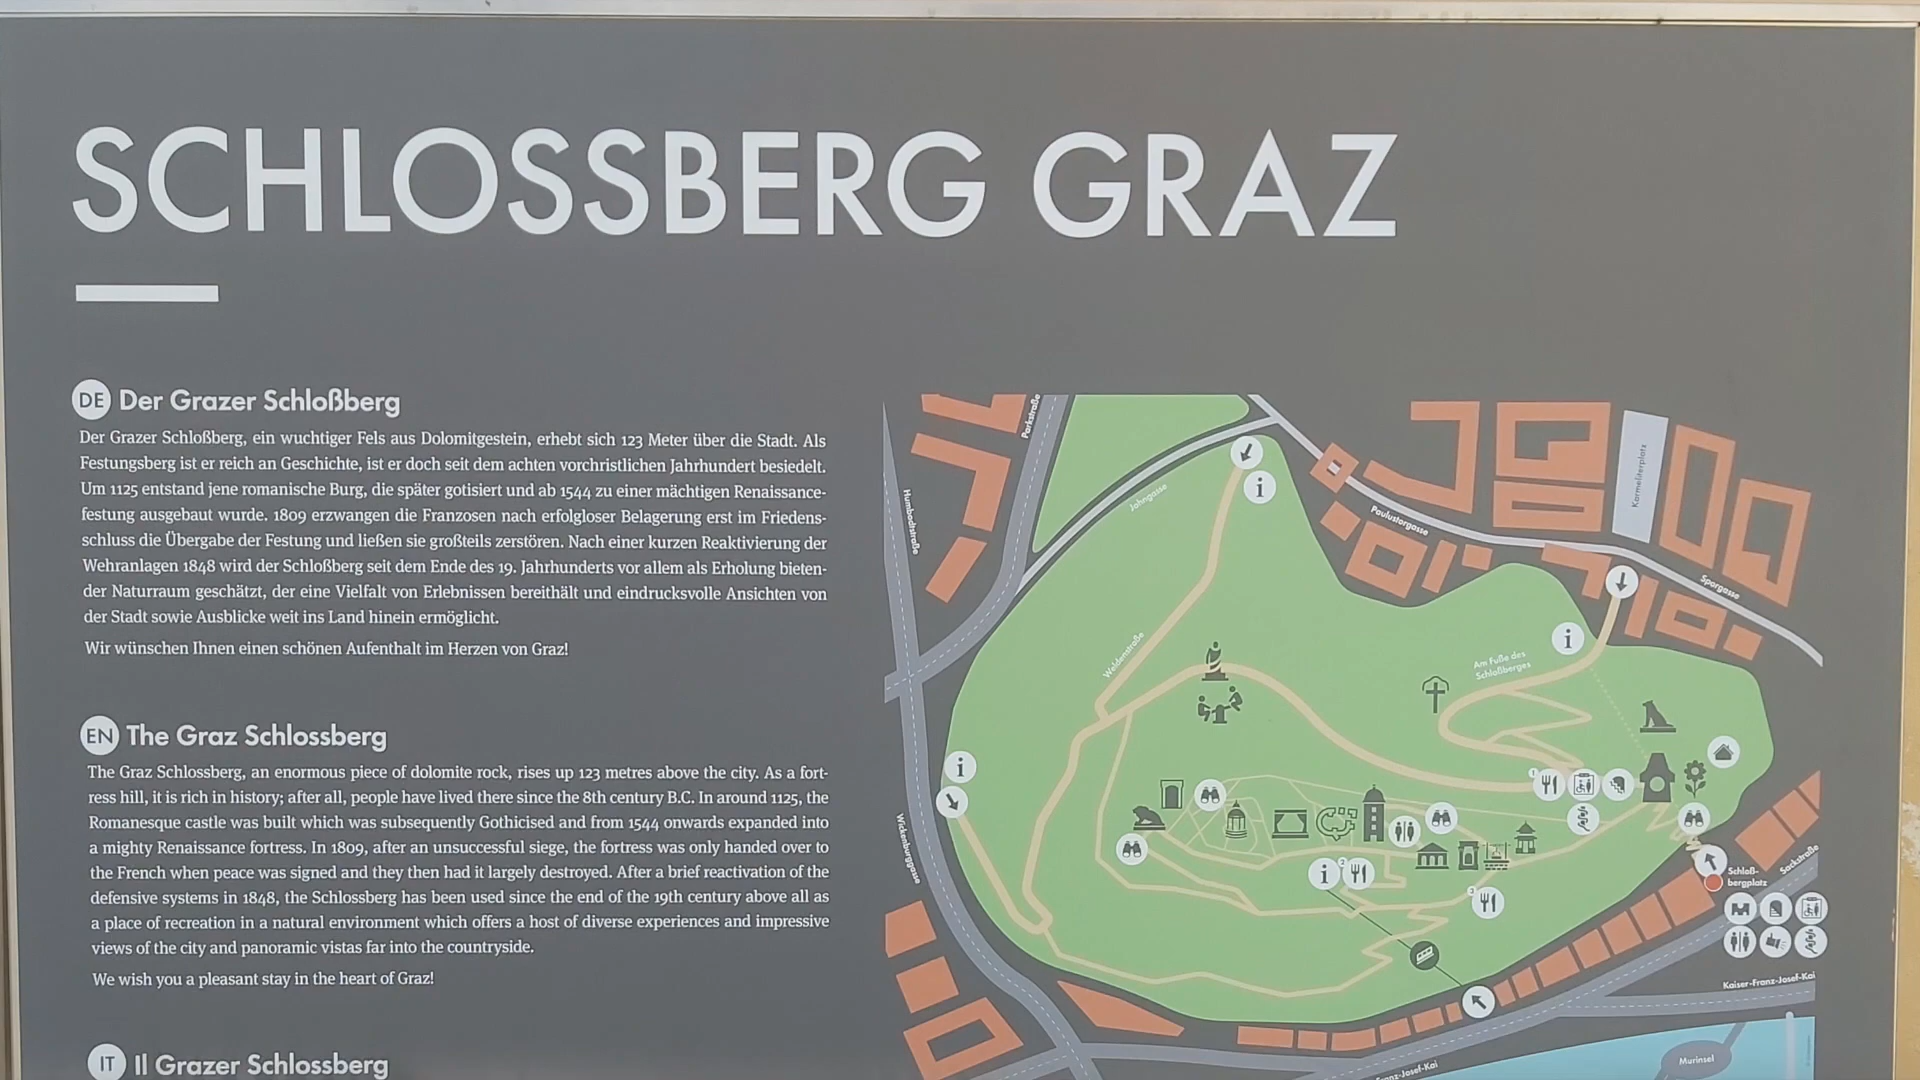 SCHLOSSBERG GRAZ
DE Der Grazer Schloßberg
Der Grazer Schloßberg, ein wuchtiger Fels aus Dolomitgestein, erhebt sich 123 Meter über die Stadt. Als
Festungsberg ist er reich an Geschichte, ist er doch seit dem achten vorchristlichen Jahrhundert besiedelt.
Um 1125 entstand jene romanische Burg, die später gotisiert und ab 1544 zu einer mächtigen Renaissance-
festung ausgebaut wurde. 1809 erzwangen die Franzosen nach erfolgloser Belagerung erst im Friedens-
schluss die Übergabe der Festung und ließen sie großteils zerstören. Nach einer kurzen Reaktivierung der
Wehranlagen 1848 wird der Schloßberg seit dem Ende des 19. Jahrhunderts vor allem als Erholung bieten-
der Naturraum geschätzt, der eine Vielfalt von Erlebnissen bereithält und eindrucksvolle Ansichten von
der Stadt sowie Ausblicke weit ins Land hinein ermöglicht.
Wir wünschen Ihnen einen schönen Aufenthalt im Herzen von Graz!
EN The Graz Schlossberg
The Graz Schlossberg, an enormous piece of dolomite rock, rises up 123 metres above the city. As a fort-
ress hill, it is rich in history; after all, people have lived there since the 8th century B.C. In around 1125, the
Romanesque castle was built which was subsequently Gothicised and from 1544 onwards expanded into
a mighty Renaissance fortress. In 1809, after an unsuccessful siege, the fortress was only handed over to
the French when peace was signed and they then had it largely destroyed. After a brief reactivation of the
defensive systems in 1848, the Schlossberg has been used since the end of the 19th century above all as
a place of recreation in a natural environment which offers a host of diverse experiences and impressive
views of the city and panoramic vistas far into the countryside.
We wish you a pleasant stay in the heart of Graz!
IT Il Grazer Schlossberg
Parkstraße
Humboldtstraße
Jahngasse
Paulustorgasse
Karmeliterplatz
Sporgasse
Weldenstraße
Am Fuße des
Schloßberges
Wickenburggasse
Schloß-
bergplatz
Sackstraße
Kaiser-Franz-Josef-Kai
Murinsel
Franz-Josef-Kai
i
i
i
i
1
2
3